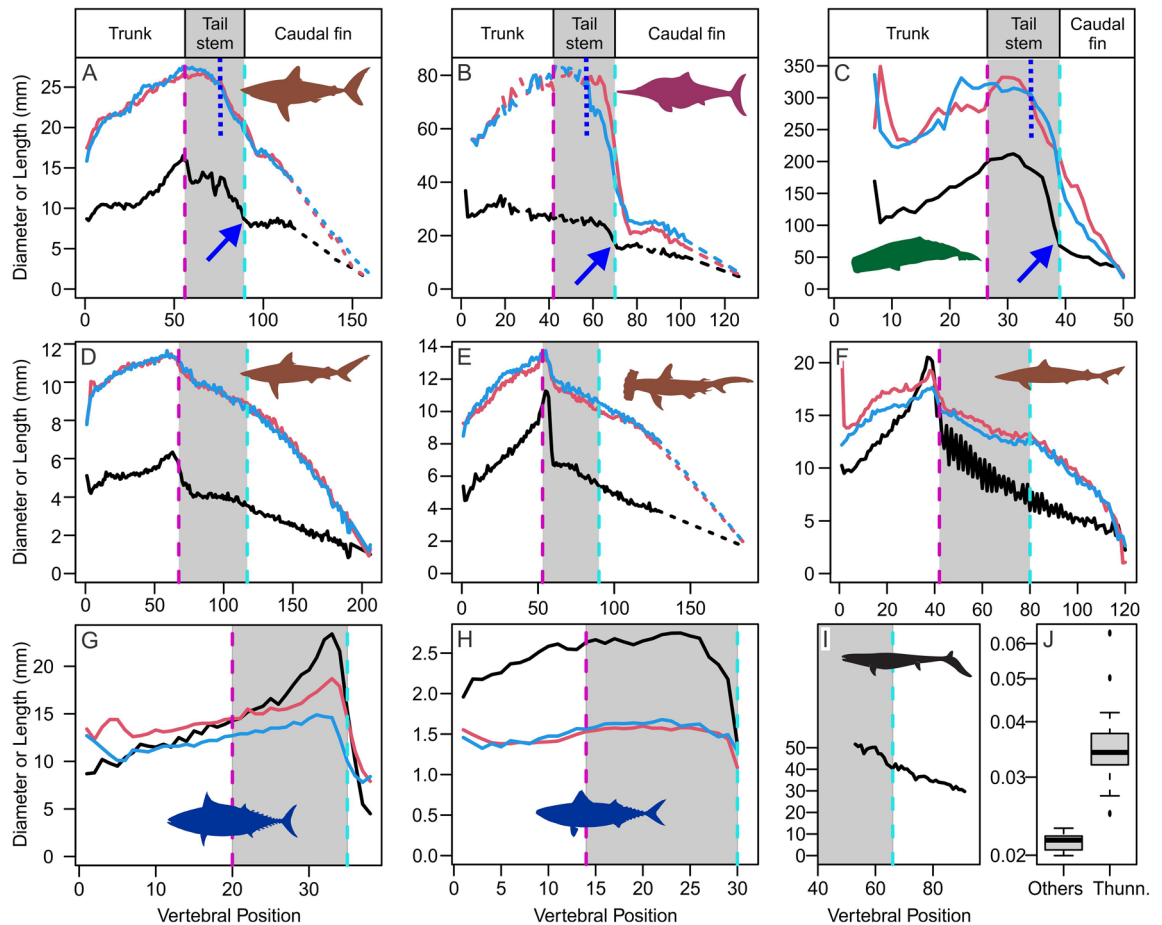 Trunk Tail stem Caudal fin
Trunk Tail stem Caudal fin
Trunk Tail stem Caudal fin
Diameter or Length (mm)
A
0 5 10 15 20 25
0 50 100 150
B
0 20 40 60 80
0 20 40 60 80 100 120
C
0 50 100 150 200 250 300 350
0 10 20 30 40 50
Diameter or Length (mm)
D
0 2 4 6 8 10 12
0 50 100 150 200
E
0 2 4 6 8 10 12 14
0 50 100 150
F
0 5 10 15 20
0 20 40 60 80 100 120
Diameter or Length (mm)
G
0 5 10 15 20
0 10 20 30
Vertebral Position
H
0.0 0.5 1.0 1.5 2.0 2.5
0 5 10 15 20 25 30
Vertebral Position
I
0 10 20 30 40 50
40 60 80
Vertebral Position
J
0.02 0.03 0.04 0.05 0.06
Others Thunn.